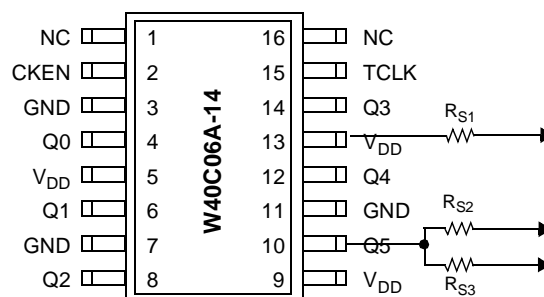 NC 1 16 NC
CKEN 2 15 TCLK
GND 3 14 Q3
Q0 4 13 VDD RS1
VDD 5 12 Q4
Q1 6 11 GND
GND 7 10 Q5 RS2
Q2 8 9 VDD RS3
W40C06A-14